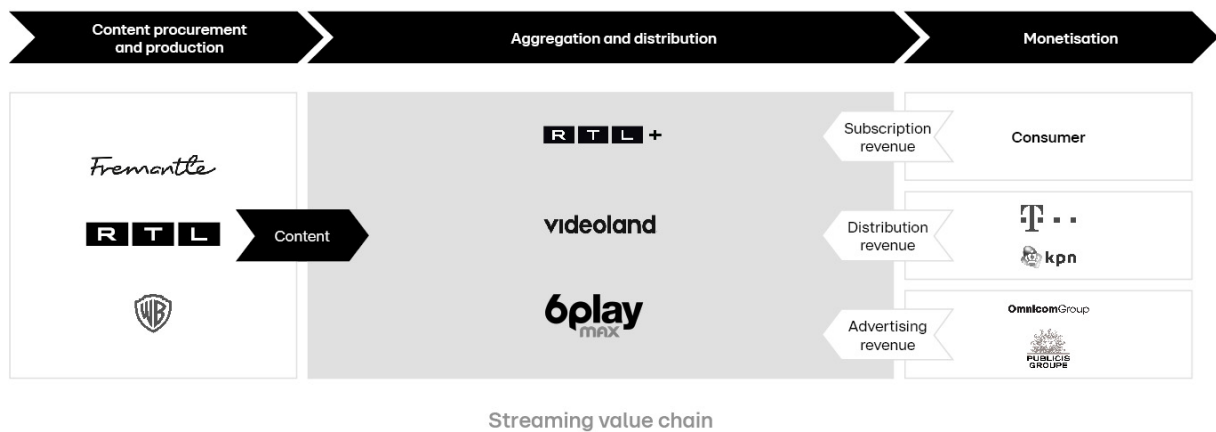 Content procurement
and production
Aggregation and distribution
Monetisation
Fremantle
RTL
WB
Content
RTL+
videoland
6play
max
Subscription
revenue
Consumer
Distribution
revenue
T
kpn
Advertising
revenue
OmnicomGroup
PUBLICIS
GROUPE
Streaming value chain